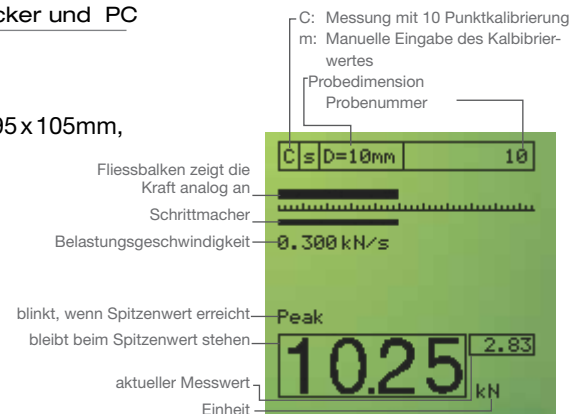 cker und PC
C: Messung mit 10 Punktkalibrierung
m: Manuelle Eingabe des Kalbibrier-
wertes
Probedimension
Probenummer
95 x 105mm,
C s D=10mm 10
Fliessbalken zeigt die
Kraft analog an
Schrittmacher
Belastungsgeschwindigkeit
0.300 kN/s
blinkt, wenn Spitzenwert erreicht
Peak
bleibt beim Spitzenwert stehen
10.25
2.83
aktueller Messwert
kN
Einheit